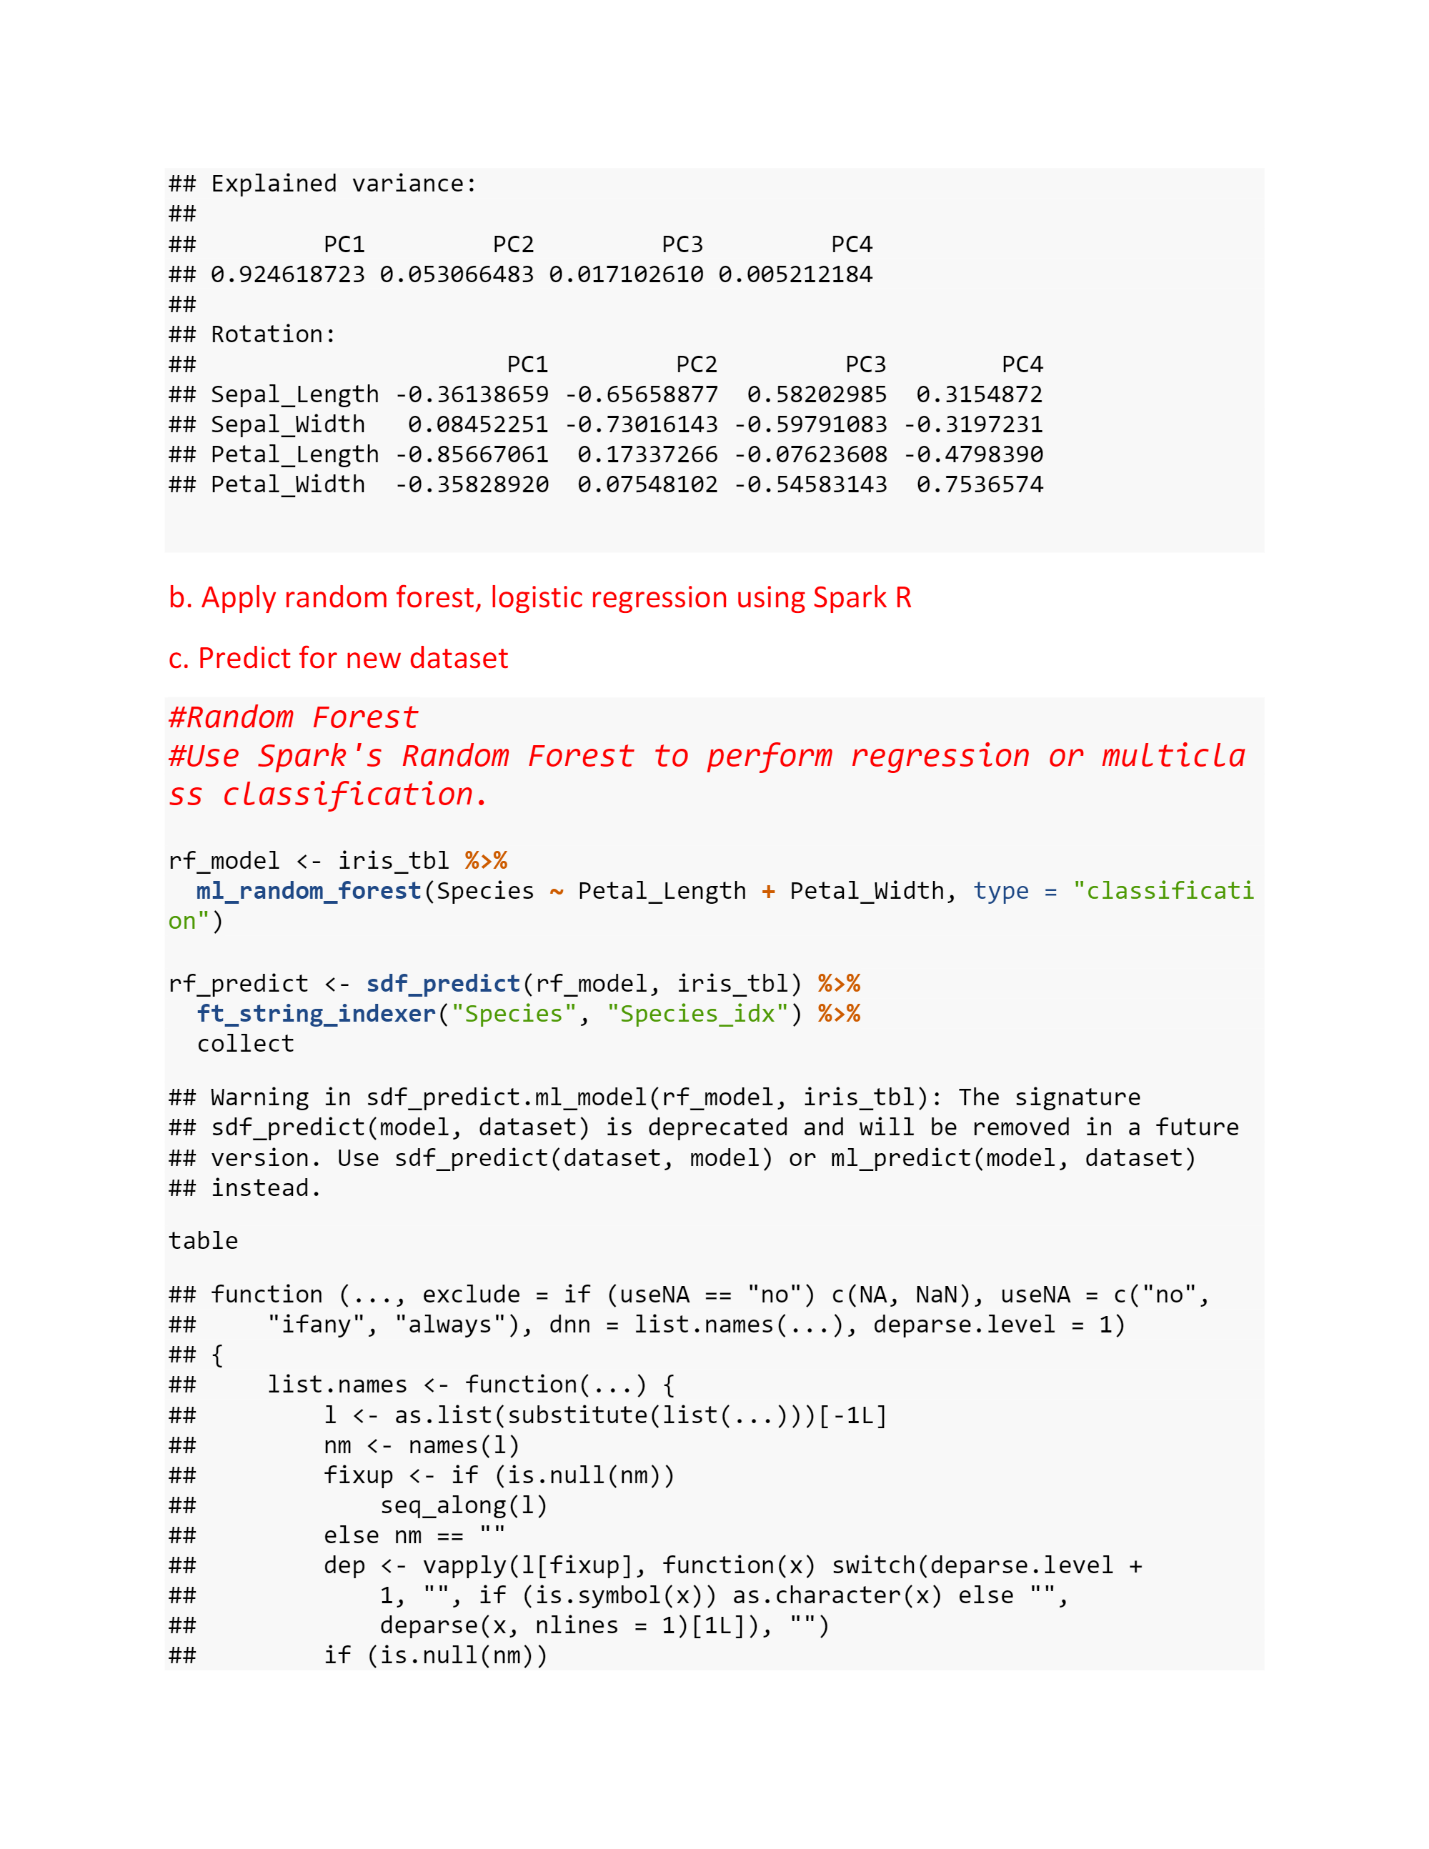 ## Explained variance:
##
##         PC1         PC2         PC3         PC4
## 0.924618723 0.053066483 0.017102610 0.005212184
##
## Rotation:
##                      PC1         PC2         PC3        PC4
## Sepal_Length -0.36138659 -0.65658877  0.58202985  0.3154872
## Sepal_Width   0.08452251 -0.73016143 -0.59791083 -0.3197231
## Petal_Length -0.85667061  0.17337266 -0.07623608 -0.4798390
## Petal_Width  -0.35828920  0.07548102 -0.54583143  0.7536574
b. Apply random forest, logistic regression using Spark R
c. Predict for new dataset
#Random Forest
#Use Spark's Random Forest to perform regression or multicla
ss classification.
rf_model <- iris_tbl %>%
  ml_random_forest(Species ~ Petal_Length + Petal_Width, type = "classificati
on")
rf_predict <- sdf_predict(rf_model, iris_tbl) %>%
  ft_string_indexer("Species", "Species_idx") %>%
  collect
## Warning in sdf_predict.ml_model(rf_model, iris_tbl): The signature
## sdf_predict(model, dataset) is deprecated and will be removed in a future
## version. Use sdf_predict(dataset, model) or ml_predict(model, dataset)
## instead.
table
## function (..., exclude = if (useNA == "no") c(NA, NaN), useNA = c("no",
##     "ifany", "always"), dnn = list.names(...), deparse.level = 1)
## {
##     list.names <- function(...) {
##         l <- as.list(substitute(list(...)))[-1L]
##         nm <- names(l)
##         fixup <- if (is.null(nm))
##             seq_along(l)
##         else nm == ""
##         dep <- vapply(l[fixup], function(x) switch(deparse.level +
##             1, "", if (is.symbol(x)) as.character(x) else "",
##             deparse(x, nlines = 1)[1L]), "")
##         if (is.null(nm))